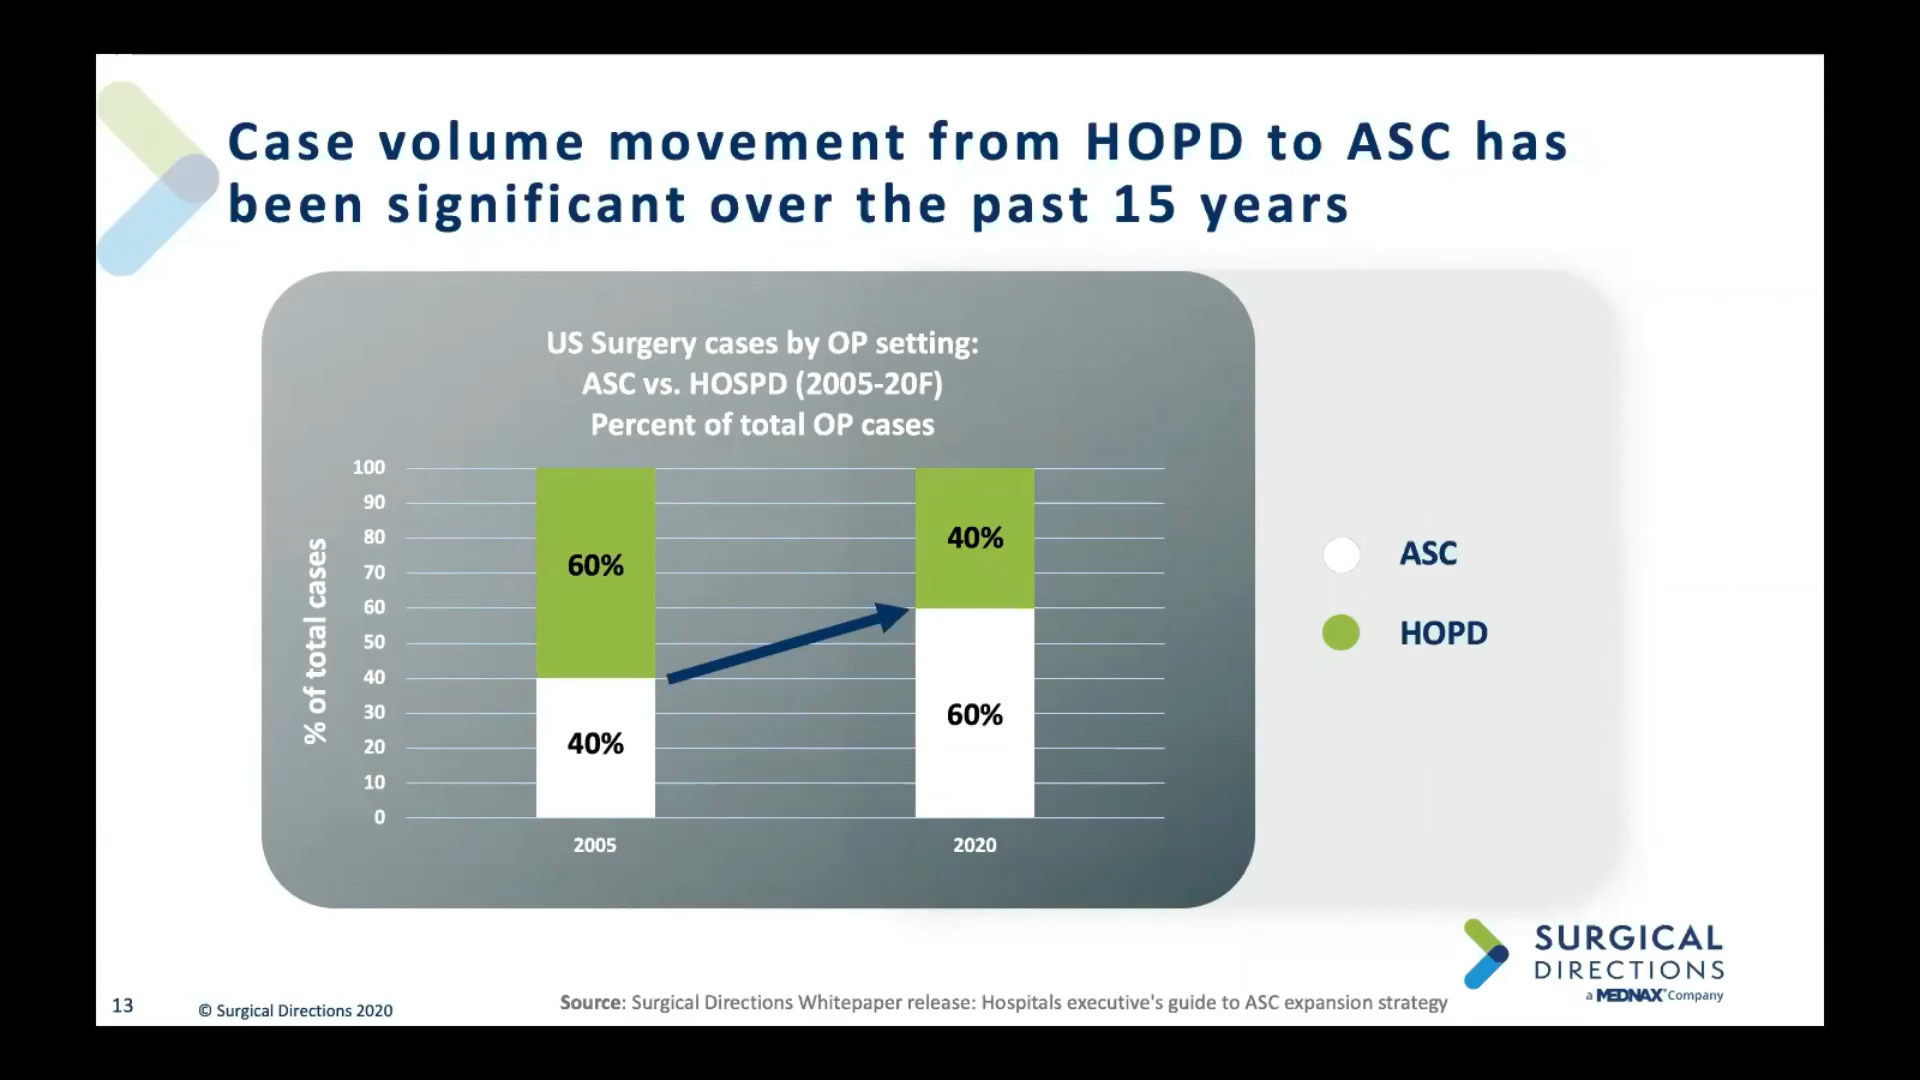 Case volume movement from HOPD to ASC has
been significant over the past 15 years
US Surgery cases by OP setting:
ASC vs. HOSPD (2005-20F)
Percent of total OP cases
% of total cases
100
90
80
70
60
50
40
30
20
10
0
60%
40%
40%
60%
2005
2020
ASC
HOPD
SURGICAL
DIRECTIONS
a MEDNAX® Company
13
© Surgical Directions 2020
Source: Surgical Directions Whitepaper release: Hospitals executive's guide to ASC expansion strategy